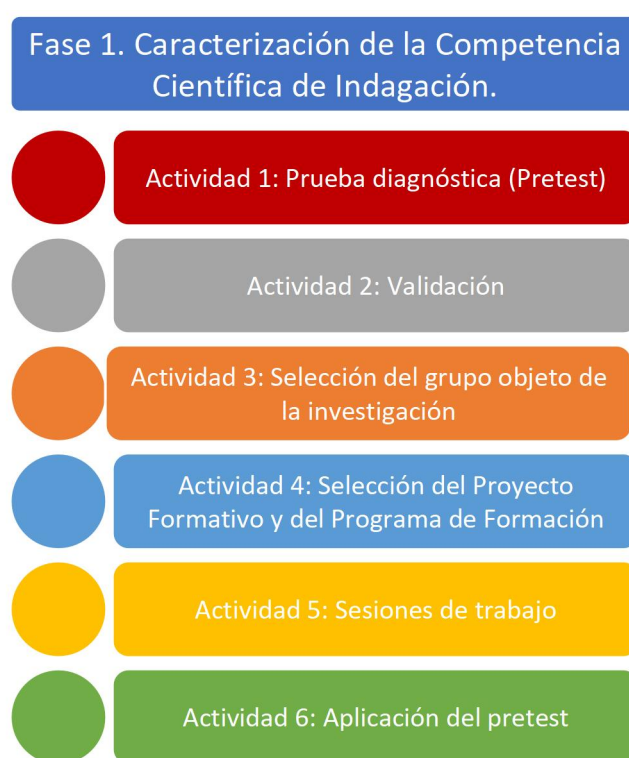 Fase 1. Caracterización de la Competencia
Científica de Indagación.
Actividad 1: Prueba diagnóstica (Pretest)
Actividad 2: Validación
Actividad 3: Selección del grupo objeto de
la investigación
Actividad 4: Selección del Proyecto
Formativo y del Programa de Formación
Actividad 5: Sesiones de trabajo
Actividad 6: Aplicación del pretest